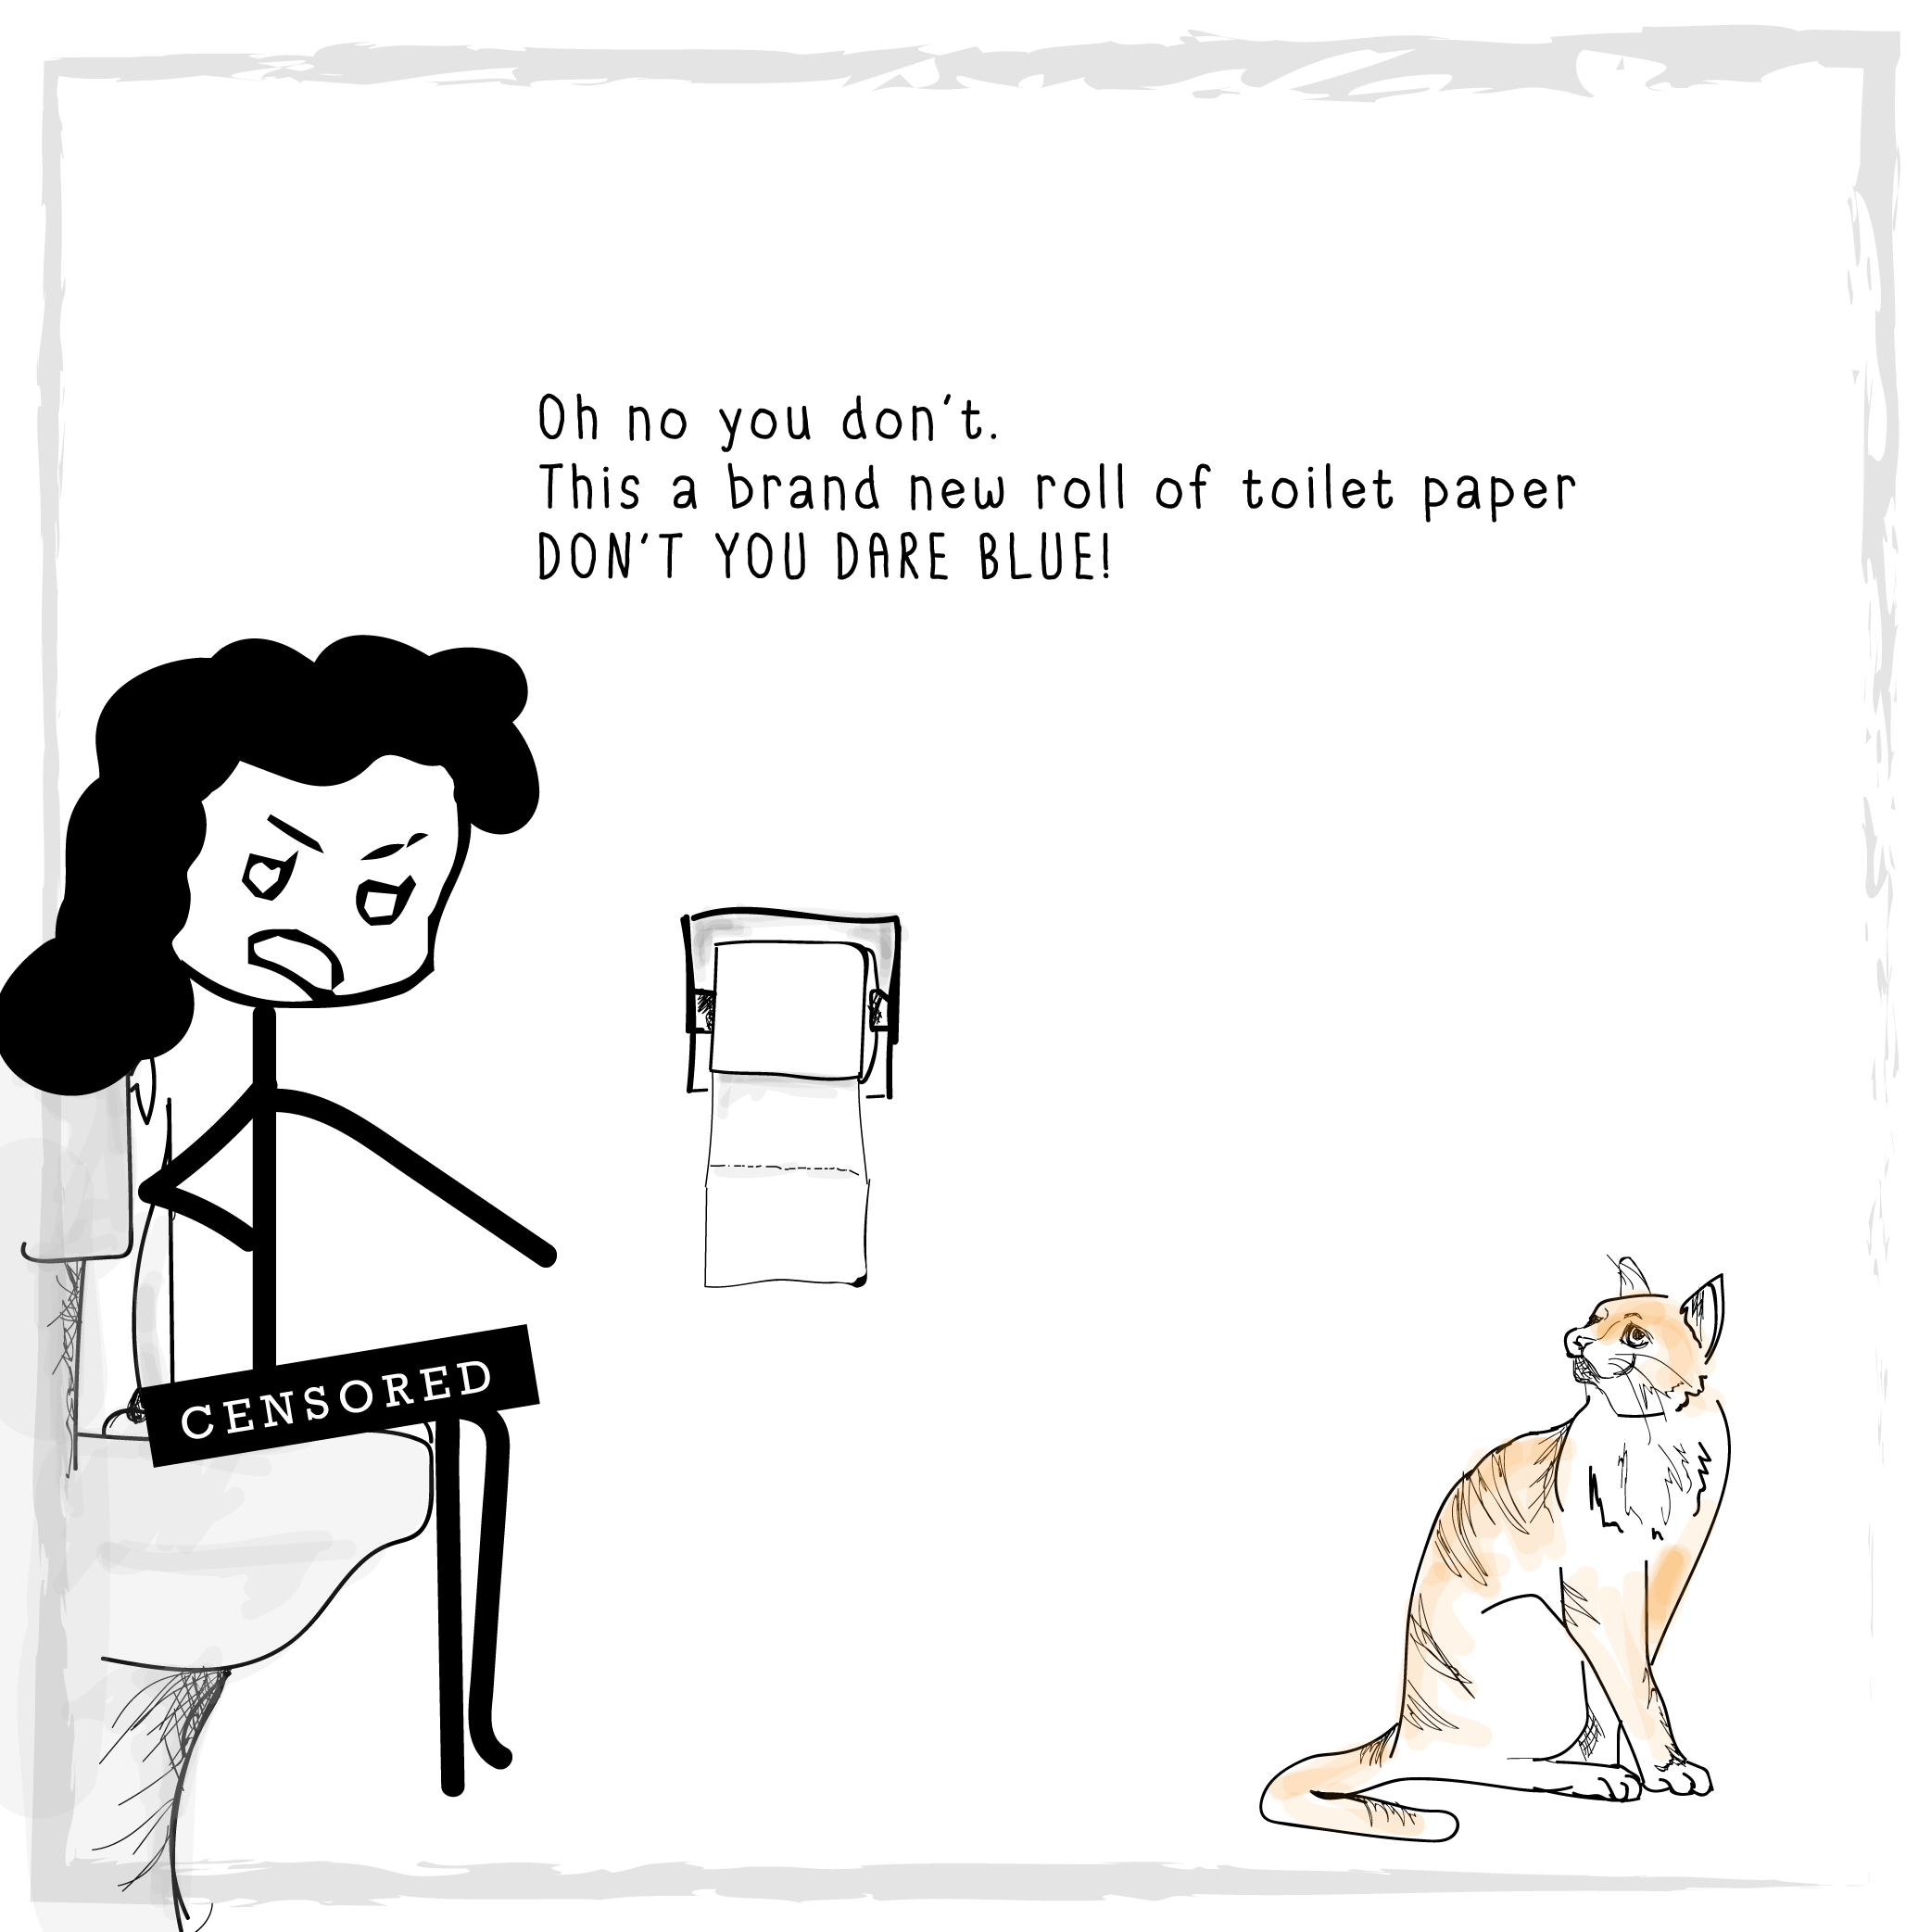 Oh no you don't.
This a brand new roll of toilet paper
DON'T YOU DARE BLUE!
CENSORED